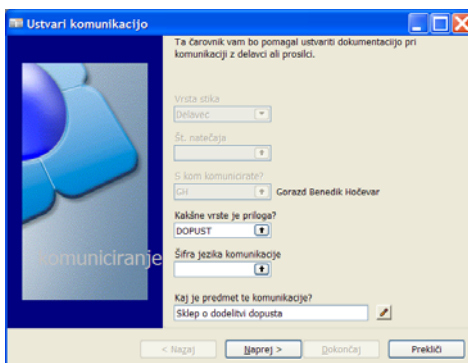 Ustvari komunikacijo
Ta čarovnik vam bo pomagal ustvariti dokumentacijo pri
komunikaciji z delavci ali prosilci.
Vrsta stika
Delavec
Št. natečaja
S kom komunicirate?
GH
Gorazd Benedik Hočevar
Kakšne vrste je priloga?
DOPUST
Šifra jezika komunikacije
komuniciranje
Kaj je predmet te komunikacije?
Sklep o dodelitvi dopusta
< Nazaj
Naprej >
Dokončaj
Prekliči